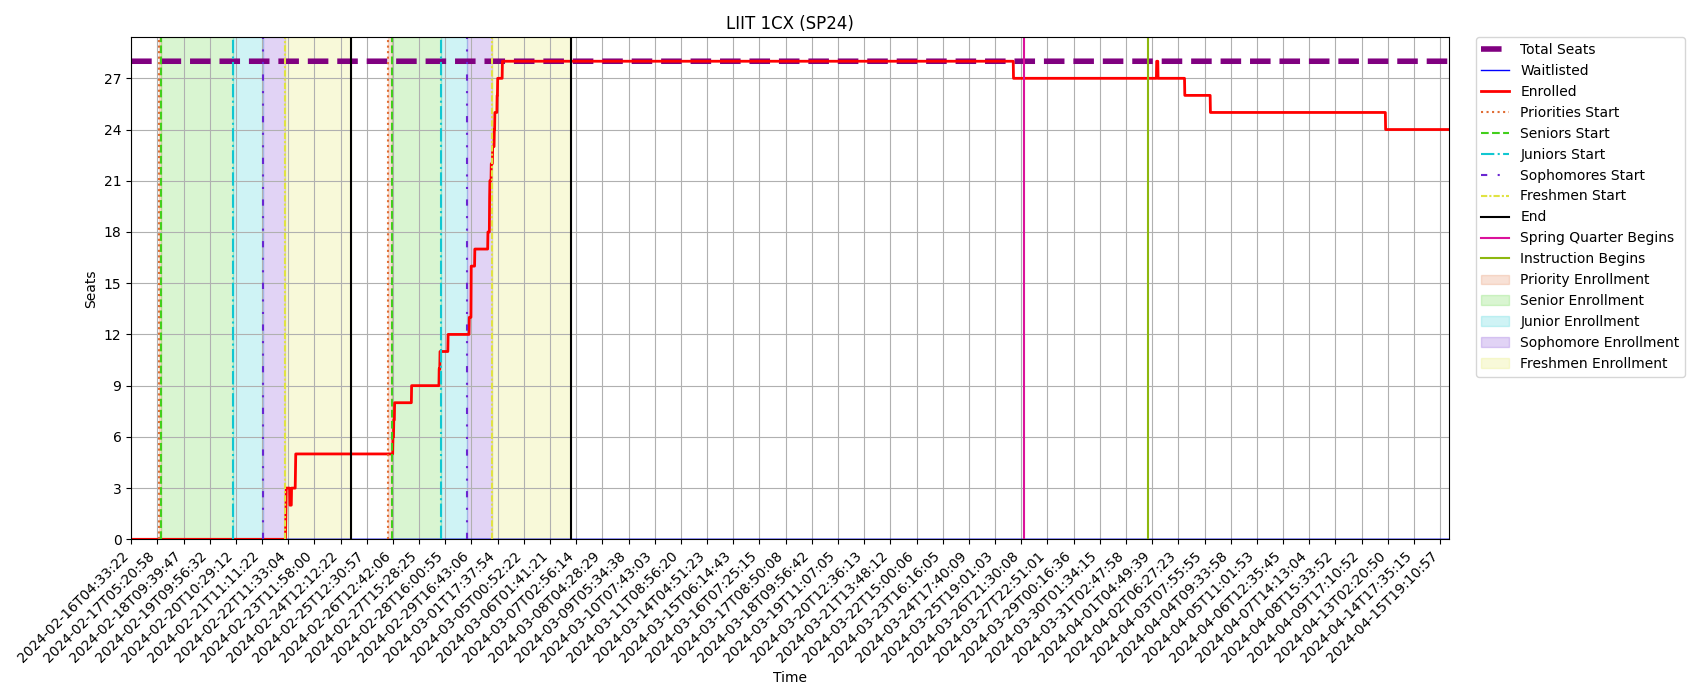 LIIT 1CX (SP24)
Total Seats
Waitlisted
Enrolled
Priorities Start
Seniors Start
Juniors Start
Sophomores Start
Freshmen Start
End
Spring Quarter Begins
Instruction Begins
Priority Enrollment
Senior Enrollment
Junior Enrollment
Sophomore Enrollment
Freshmen Enrollment
Seats
27
24
21
18
15
12
9
6
3
0
2024-02-16T04:33:22
2024-02-17T05:20:58
2024-02-18T09:39:47
2024-02-19T09:56:32
2024-02-20T10:29:12
2024-02-21T11:11:22
2024-02-22T11:33:04
2024-02-23T11:58:00
2024-02-24T12:12:22
2024-02-25T12:30:57
2024-02-26T12:42:06
2024-02-27T15:28:25
2024-02-28T16:00:55
2024-02-29T16:43:06
2024-03-01T17:37:54
2024-03-05T00:52:22
2024-03-06T01:41:21
2024-03-07T02:56:14
2024-03-08T04:28:29
2024-03-09T05:34:38
2024-03-10T07:43:03
2024-03-11T08:56:20
2024-03-14T04:51:23
2024-03-15T06:14:43
2024-03-16T07:25:15
2024-03-17T08:50:08
2024-03-18T09:56:42
2024-03-19T11:07:05
2024-03-20T12:36:13
2024-03-21T13:48:12
2024-03-22T15:00:06
2024-03-23T16:16:05
2024-03-24T17:40:09
2024-03-25T19:01:03
2024-03-26T21:30:08
2024-03-27T22:51:01
2024-03-29T00:16:36
2024-03-30T01:34:15
2024-03-31T02:47:58
2024-04-01T04:49:39
2024-04-02T06:27:23
2024-04-03T07:55:55
2024-04-04T09:33:58
2024-04-05T11:01:53
2024-04-06T12:35:45
2024-04-07T14:13:04
2024-04-08T15:33:52
2024-04-09T17:10:52
2024-04-13T02:20:50
2024-04-14T17:35:15
2024-04-15T19:10:57
Time